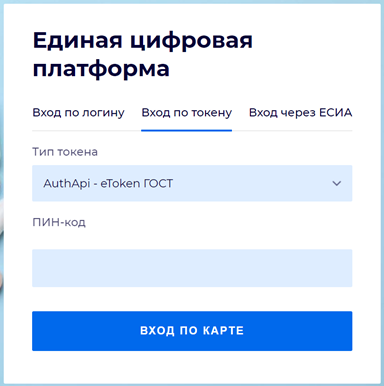 Единая цифровая
платформа
Вход по логину Вход по токену Вход через ЕСИА
Тип токена
AuthApi - eToken ГОСТ
ПИН-код
ВХОД ПО КАРТЕ